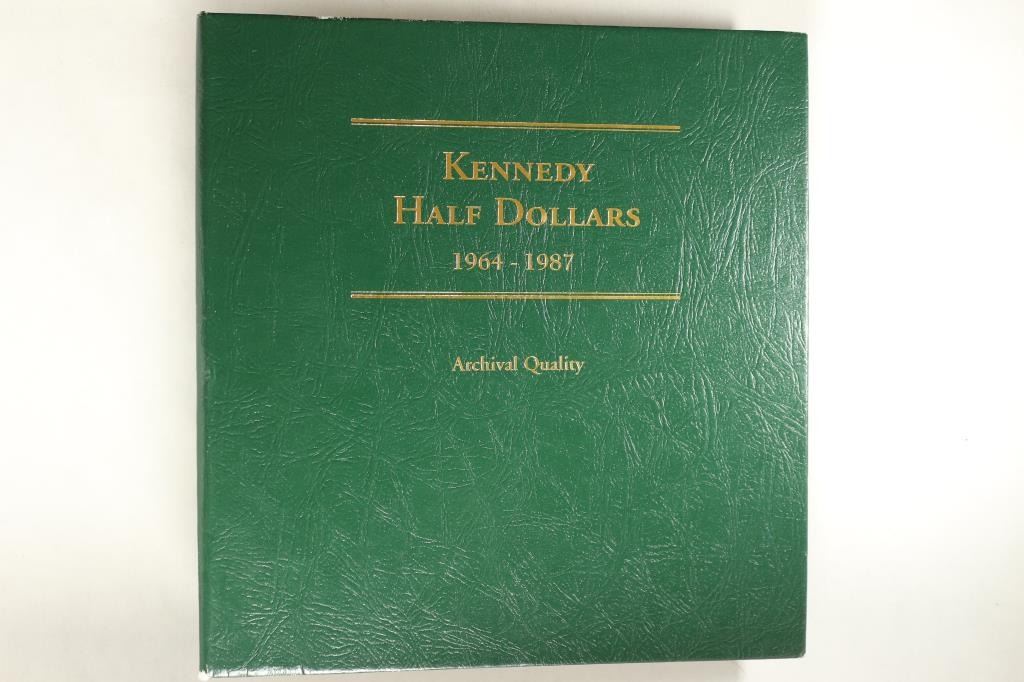 Kennedy
Half Dollars
1964 - 1987
Archival Quality